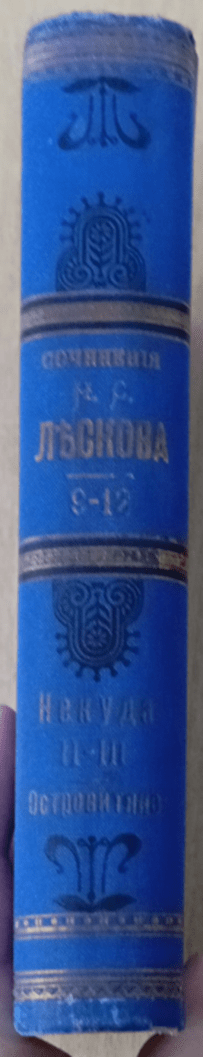 СОЧИНЕНІЯ
Н. С.
ЛѢСКОВА
9-12
Некуда
II-III
Островитяне